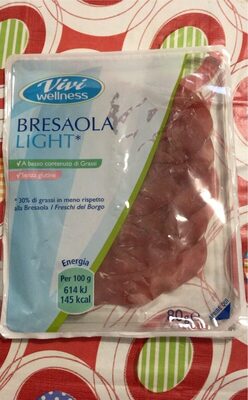 Vivi
wellness
BRESAOLA
LIGHT*
A basso contenuto di Grassi
Senza glutine
*30% di grassi in meno rispetto
alla Bresaola I Freschi del Borgo
Energia
Per 100 g
614 kJ
145 kcal
80g e